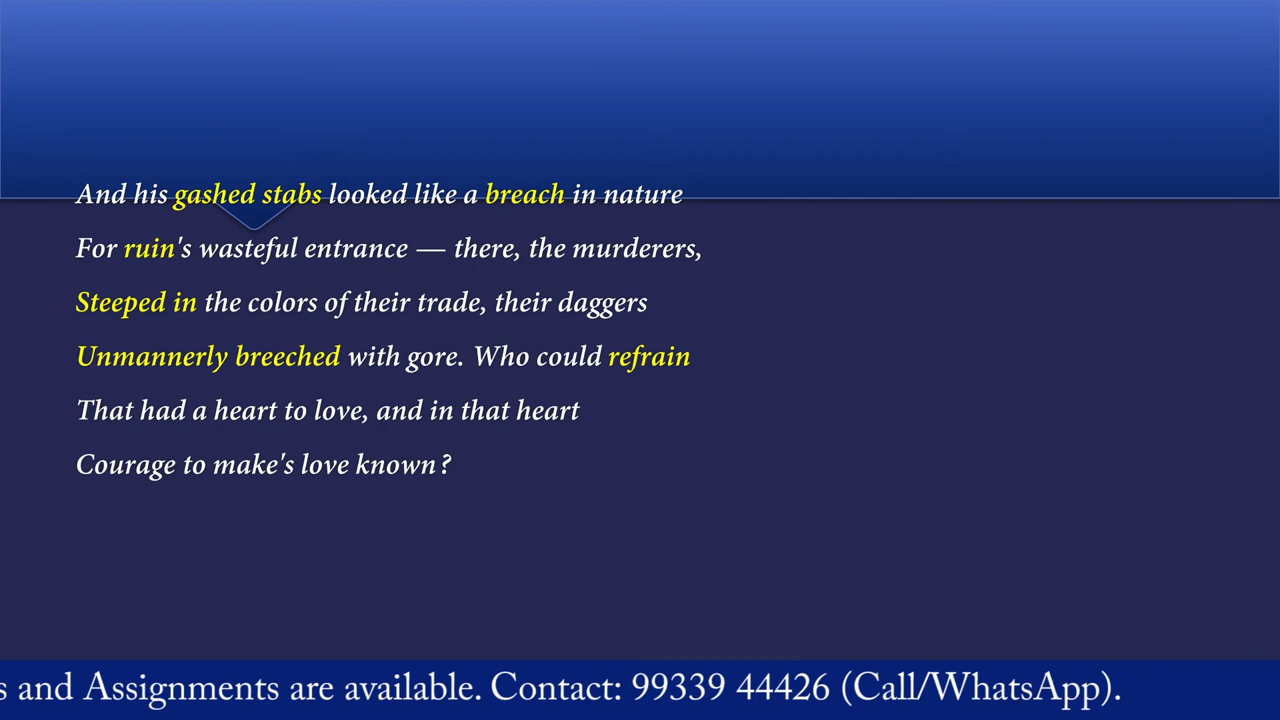 And his gashed stabs looked like a breach in nature
For ruin's wasteful entrance — there, the murderers,
Steeped in the colors of their trade, their daggers
Unmannerly breeched with gore. Who could refrain
That had a heart to love, and in that heart
Courage to make's love known?
s and Assignments are available. Contact: 99339 44426 (Call/WhatsApp).